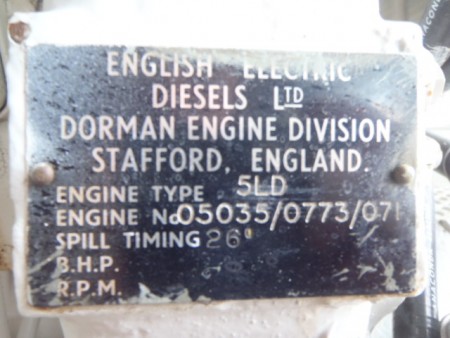 ENGLISH ELECTRIC
DIESELS LTD
DORMAN ENGINE DIVISION
STAFFORD, ENGLAND.
ENGINE TYPE 5LD
ENGINE No 05035/0773/071
SPILL TIMING 26°
B.H.P.
R.P.M.